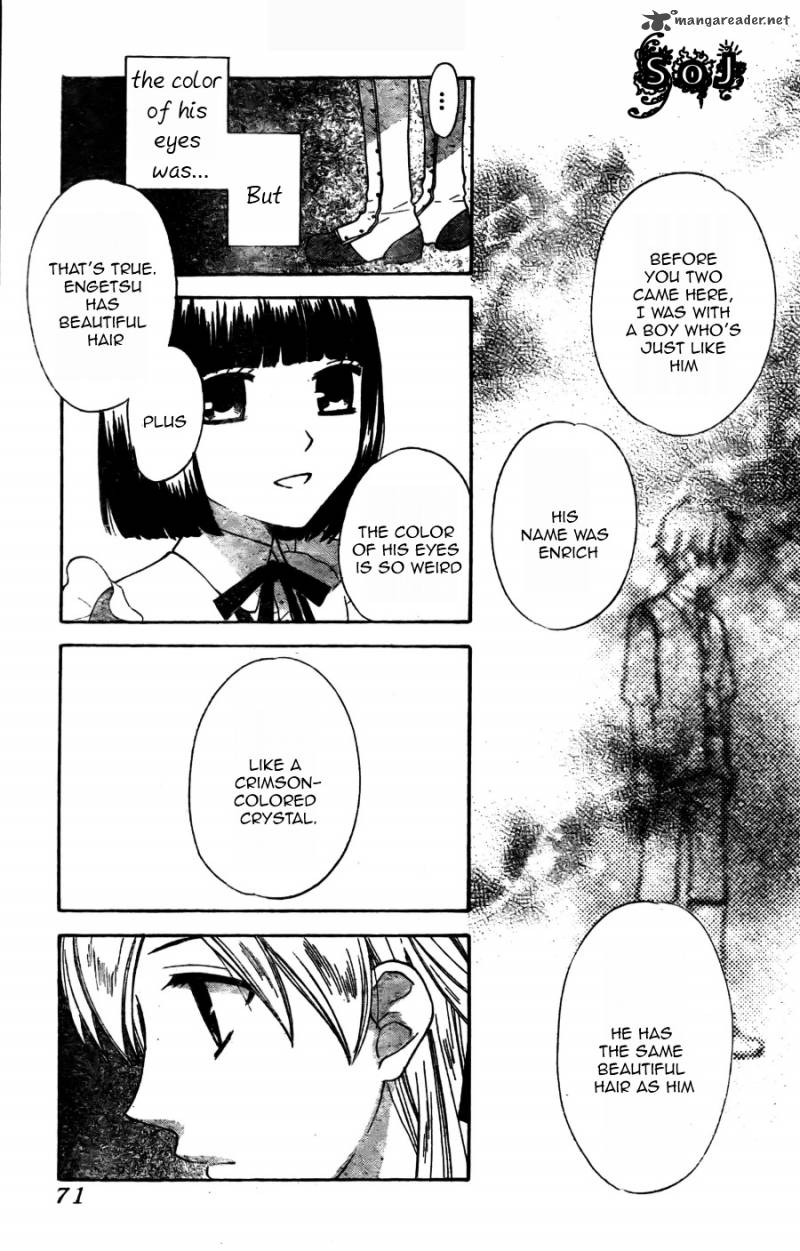 mangareader.net
SoJ
BEFORE
YOU TWO
CAME HERE,
I WAS WITH
A BOY WHO'S
JUST LIKE
HIM
HIS
NAME WAS
ENRICH
HE HAS
THE SAME
BEAUTIFUL
HAIR AS HIM
...
But
the color
of his
eyes
was...
THAT'S TRUE.
ENGETSU
HAS
BEAUTIFUL
HAIR
PLUS
THE COLOR
OF HIS EYES
IS SO WEIRD
LIKE A
CRIMSON-
COLORED
CRYSTAL.
71